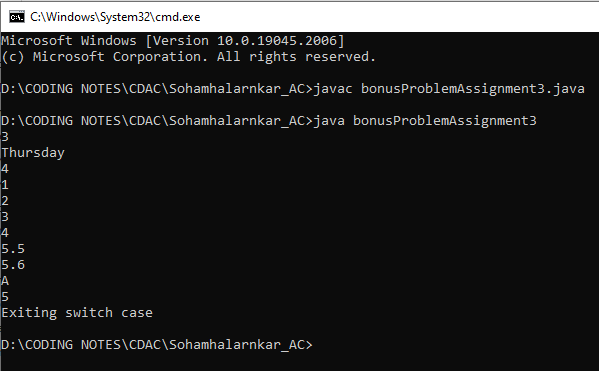 C:\Windows\System32\cmd.exe
Microsoft Windows [Version 10.0.19045.2006]
(c) Microsoft Corporation. All rights reserved.
D:\CODING NOTES\CDAC\Sohamhalarnkar_AC>javac bonusProblemAssignment3.java
D:\CODING NOTES\CDAC\Sohamhalarnkar_AC>java bonusProblemAssignment3
3
Thursday
4
1
2
3
4
5.5
5.6
A
5
Exiting switch case
D:\CODING NOTES\CDAC\Sohamhalarnkar_AC>